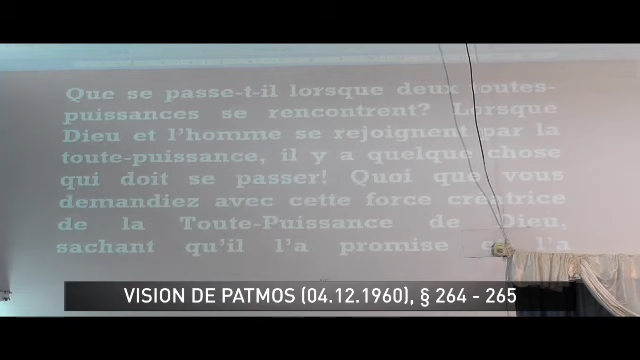 Que se passe-t-il lorsque deux toutes-
puissances se rencontrent? Lorsque
Dieu et l'homme se rejoignent par la
toute-puissance, il y a quelque chose
qui doit se passer! Quoi que vous
demandiez avec cette force créatrice
de la Toute-Puissance de Dieu,
sachant qu'il l'a promise et l'a
VISION DE PATMOS (04.12.1960), § 264 - 265